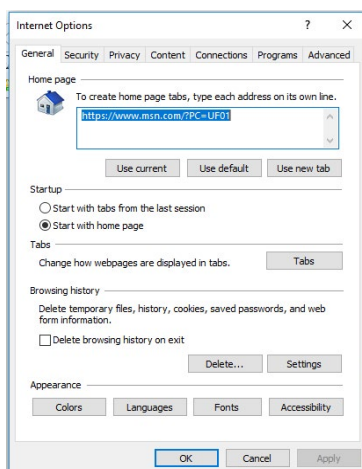 Internet Options
General Security Privacy Content Connections Programs Advanced
Home page
To create home page tabs, type each address on its own line.
https://www.msn.com/?PC=UF01
Use current Use default Use new tab
Startup
Start with tabs from the last session
Start with home page
Tabs
Change how webpages are displayed in tabs. Tabs
Browsing history
Delete temporary files, history, cookies, saved passwords, and web
form information.
Delete browsing history on exit
Delete... Settings
Appearance
Colors Languages Fonts Accessibility
OK Cancel Apply